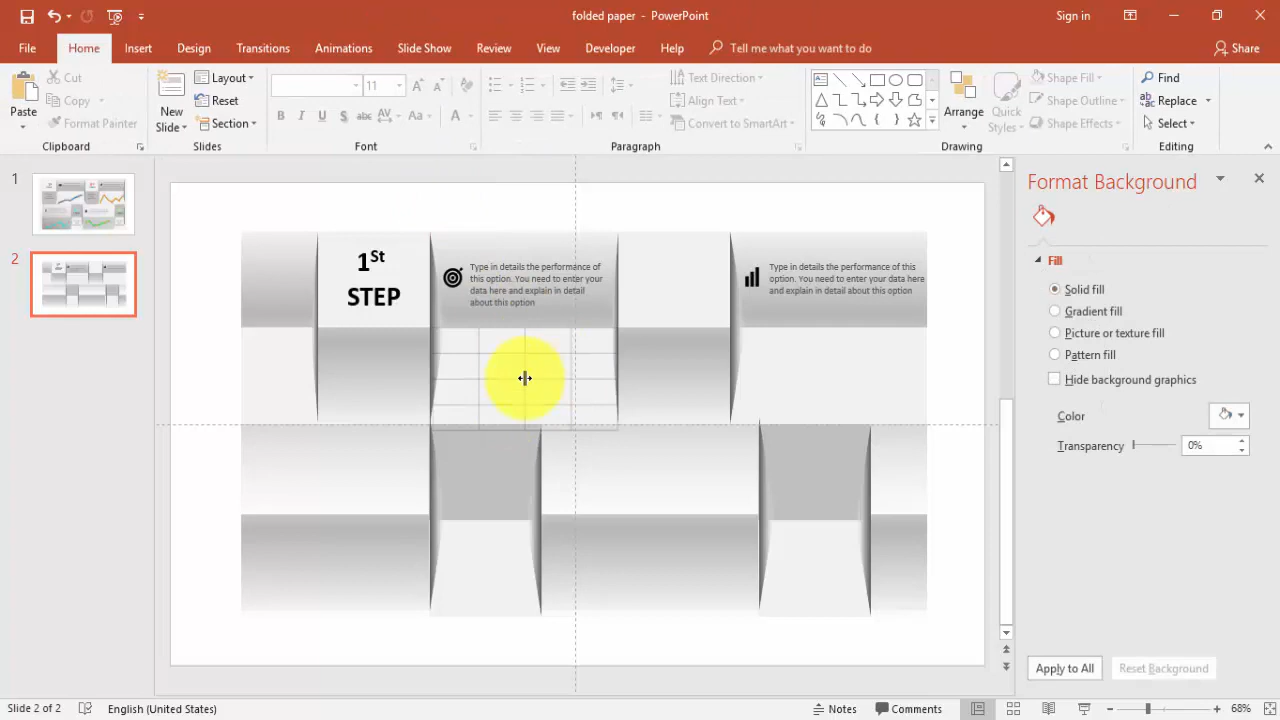 folded paper - PowerPoint
Sign in
File Home Insert Design Transitions Animations Slide Show Review View Developer Help Tell me what you want to do Share
Paste
Cut
Copy
Format Painter
Clipboard
New
Slide
Layout
Reset
Section
Slides
11
B I U S abc AV Aa A
Font
Text Direction
Align Text
Convert to SmartArt
Paragraph
Arrange
Quick
Styles
Shape Fill
Shape Outline
Shape Effects
Drawing
Find
Replace
Select
Editing
1
2
1St
STEP
Type in details the performance of
this option. You need to enter your
data here and explain in detail
about this option
Type in details the performance of this
option. You need to enter your data here
and explain in detail about this option
Format Background
Fill
Solid fill
Gradient fill
Picture or texture fill
Pattern fill
Hide background graphics
Color
Transparency
0%
Apply to All
Reset Background
Slide 2 of 2
English (United States)
Notes
Comments
68%